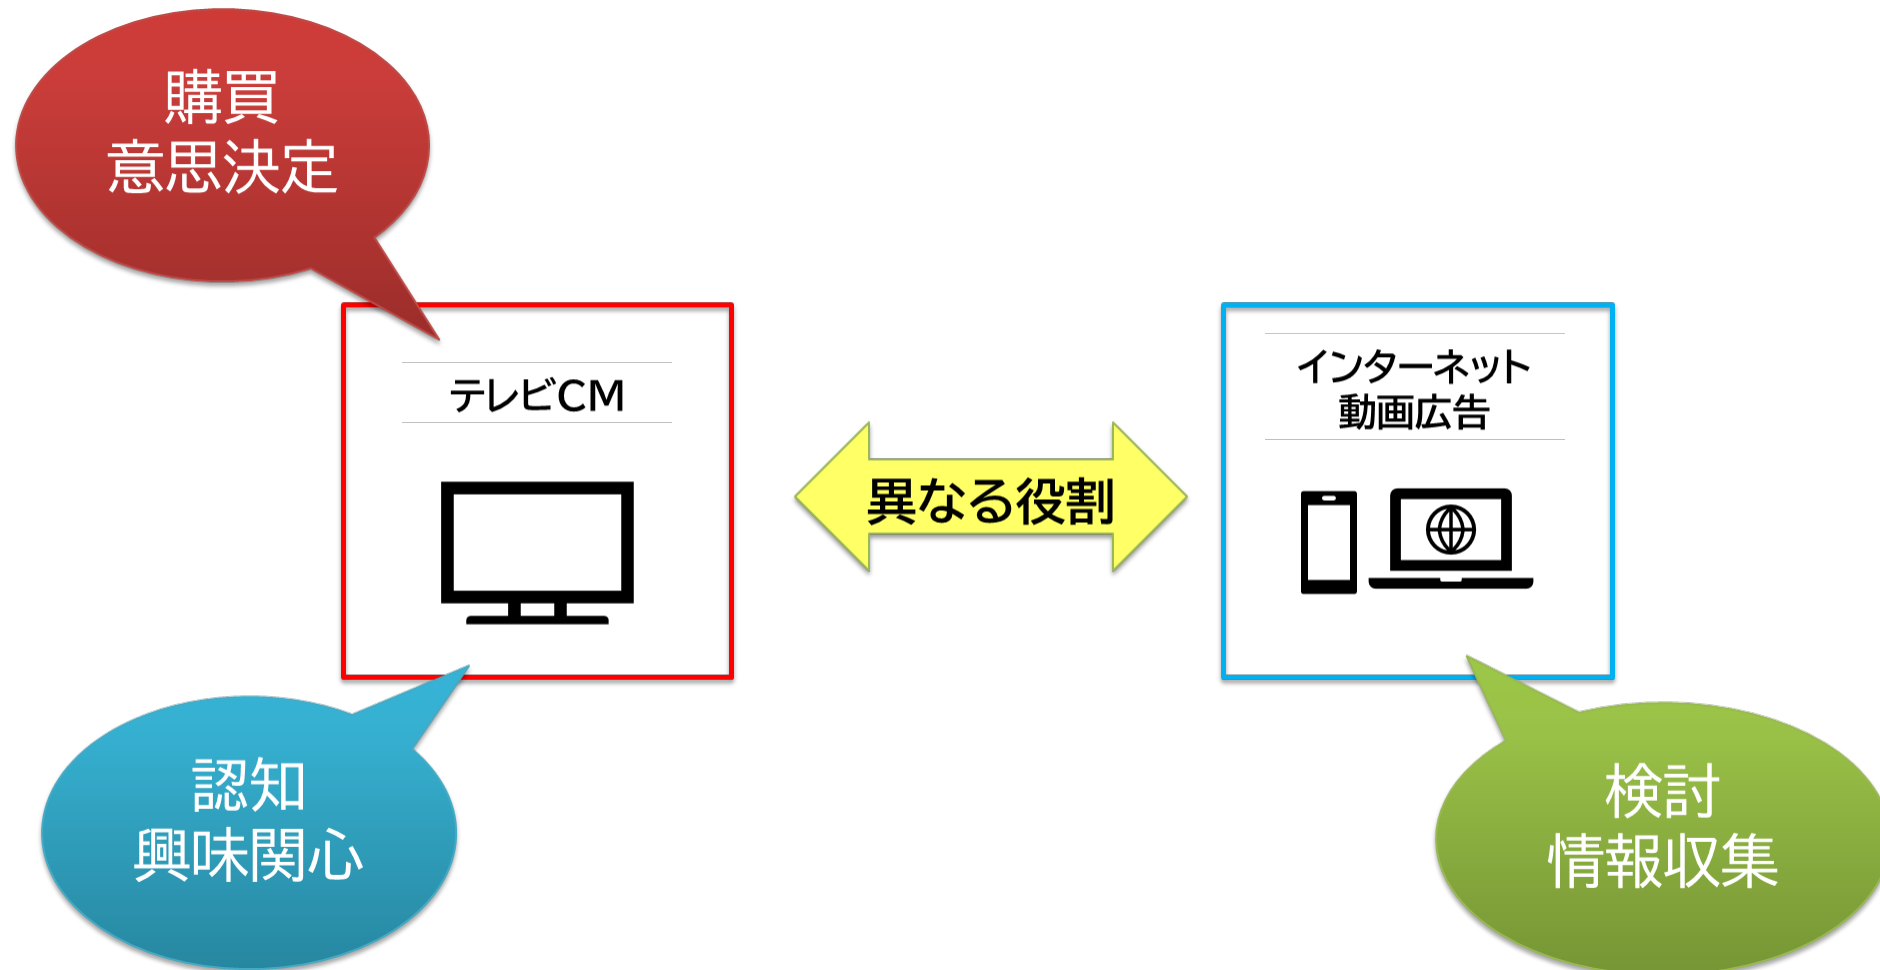 購買
意思決定
テレビCM
インターネット
動画広告
異なる役割
認知
興味関心
検討
情報収集